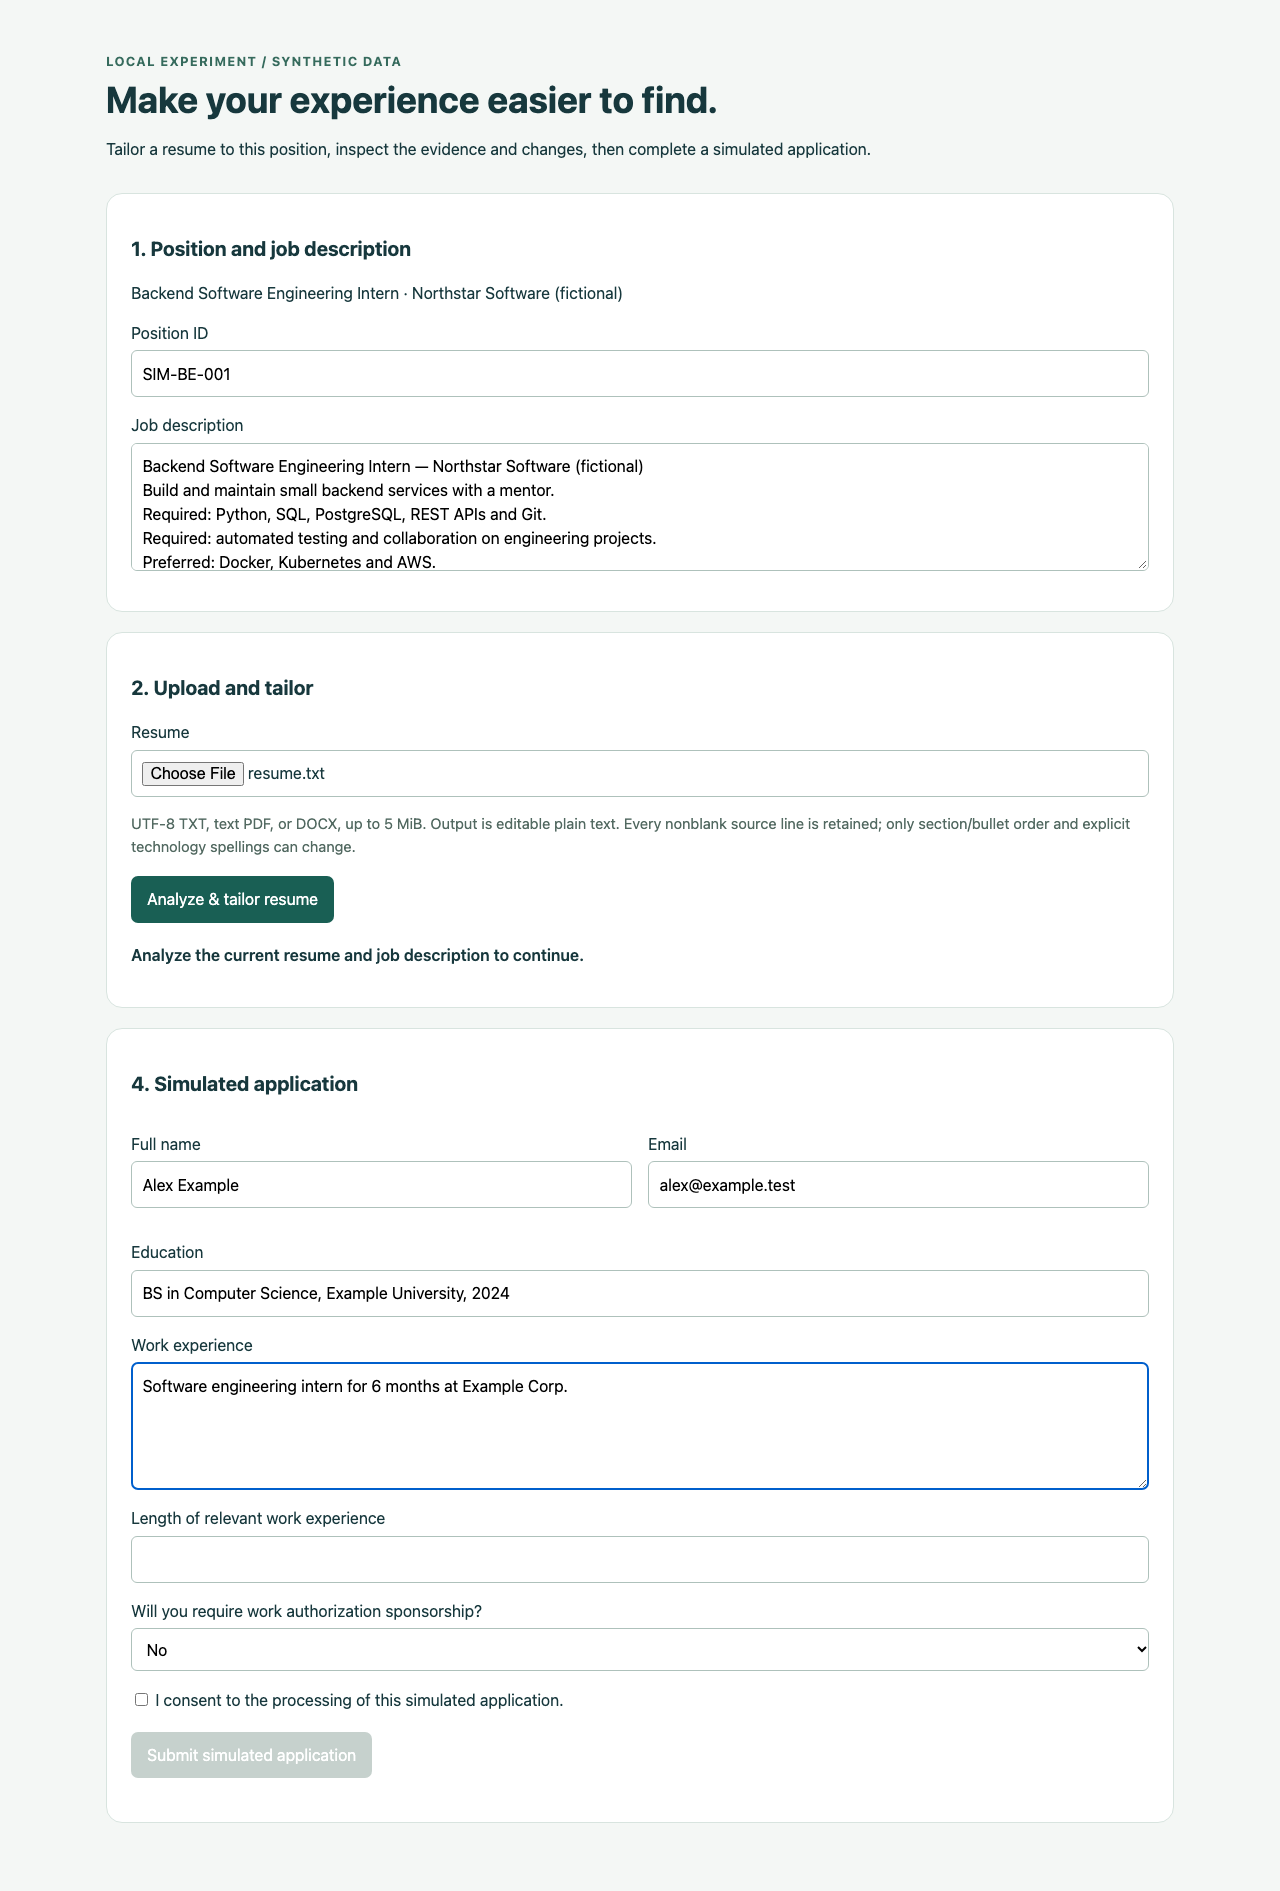 LOCAL EXPERIMENT / SYNTHETIC DATA
Make your experience easier to find.
Tailor a resume to this position, inspect the evidence and changes, then complete a simulated application.
1. Position and job description
Backend Software Engineering Intern · Northstar Software (fictional)
Position ID
SIM-BE-001
Job description
Backend Software Engineering Intern — Northstar Software (fictional)
Build and maintain small backend services with a mentor.
Required: Python, SQL, PostgreSQL, REST APIs and Git.
Required: automated testing and collaboration on engineering projects.
Preferred: Docker, Kubernetes and AWS.
2. Upload and tailor
Resume
Choose File resume.txt
UTF-8 TXT, text PDF, or DOCX, up to 5 MiB. Output is editable plain text. Every nonblank source line is retained; only section/bullet order and explicit
technology spellings can change.
Analyze & tailor resume
Analyze the current resume and job description to continue.
4. Simulated application
Full name
Alex Example
Email
alex@example.test
Education
BS in Computer Science, Example University, 2024
Work experience
Software engineering intern for 6 months at Example Corp.
Length of relevant work experience
Will you require work authorization sponsorship?
No
I consent to the processing of this simulated application.
Submit simulated application